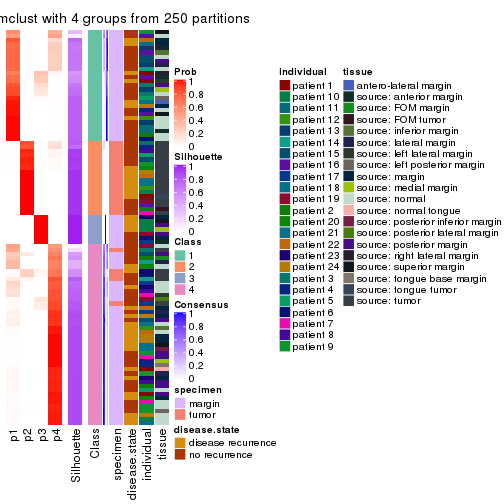 mclust with 4 groups from 250 partitions
Prob
1
0.8
0.6
0.4
0.2
0
Silhouette
1
0.8
0.6
0.4
0.2
0
Class
1
2
3
4
Consensus
1
0.8
0.6
0.4
0.2
0
specimen
margin
tumor
disease.state
disease recurrence
no recurrence
individual
patient 1
patient 10
patient 11
patient 12
patient 13
patient 14
patient 15
patient 16
patient 17
patient 18
patient 19
patient 2
patient 20
patient 21
patient 22
patient 23
patient 24
patient 3
patient 4
patient 5
patient 6
patient 7
patient 8
patient 9
tissue
antero-lateral margin
source: anterior margin
source: FOM margin
source: FOM tumor
source: inferior margin
source: lateral margin
source: left lateral margin
source: left posterior margin
source: margin
source: medial margin
source: normal
source: normal tongue
source: posterior inferior margin
source: posterior lateral margin
source: posterior margin
source: right lateral margin
source: superior margin
source: tongue base margin
source: tongue tumor
source: tumor
p1
p2
p3
p4
Silhouette
Class
specimen
disease.state
individual
tissue